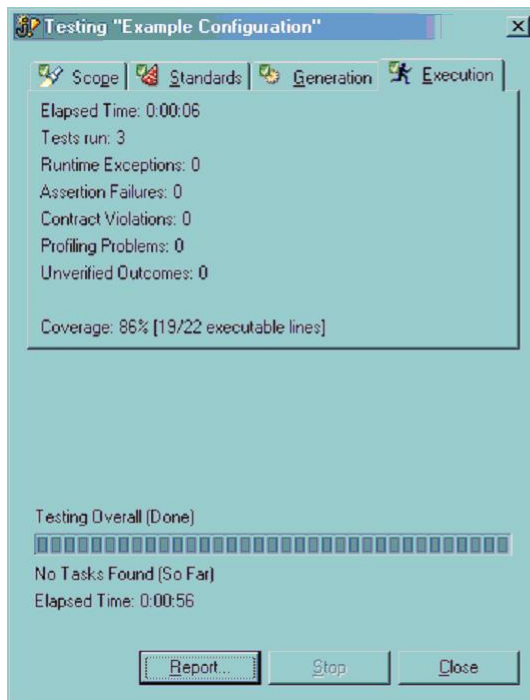 Testing "Example Configuration"
Scope Standards Generation Execution
Elapsed Time: 0:00:06
Tests run: 3
Runtime Exceptions: 0
Assertion Failures: 0
Contract Violations: 0
Profiling Problems: 0
Unverified Outcomes: 0
Coverage: 86% [19/22 executable lines]
Testing Overall (Done)
No Tasks Found (So Far)
Elapsed Time: 0:00:56
Report... Stop Close